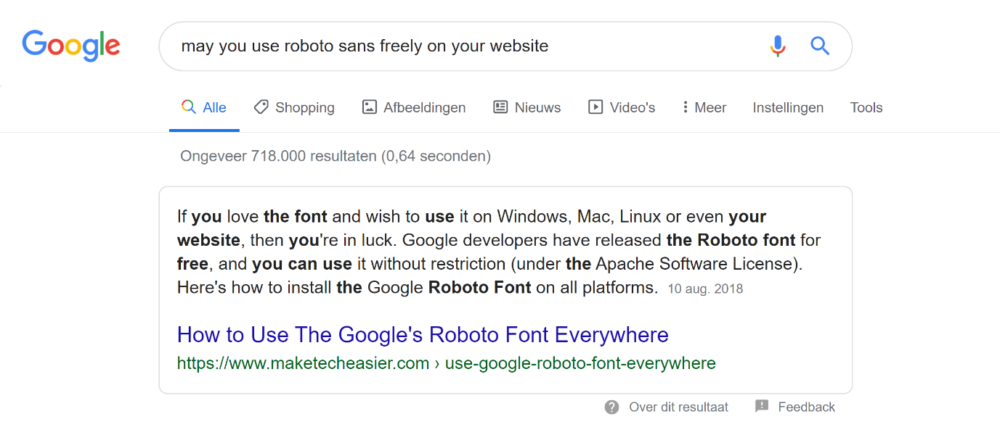 Google
may you use roboto sans freely on your website
Alle Shopping Afbeeldingen Nieuws Video's Meer Instellingen Tools
Ongeveer 718.000 resultaten (0,64 seconden)
If you love the font and wish to use it on Windows, Mac, Linux or even your
website, then you're in luck. Google developers have released the Roboto font for
free, and you can use it without restriction (under the Apache Software License).
Here's how to install the Google Roboto Font on all platforms. 10 aug. 2018
How to Use The Google's Roboto Font Everywhere
https://www.maketecheasier.com › use-google-roboto-font-everywhere
Over dit resultaat Feedback